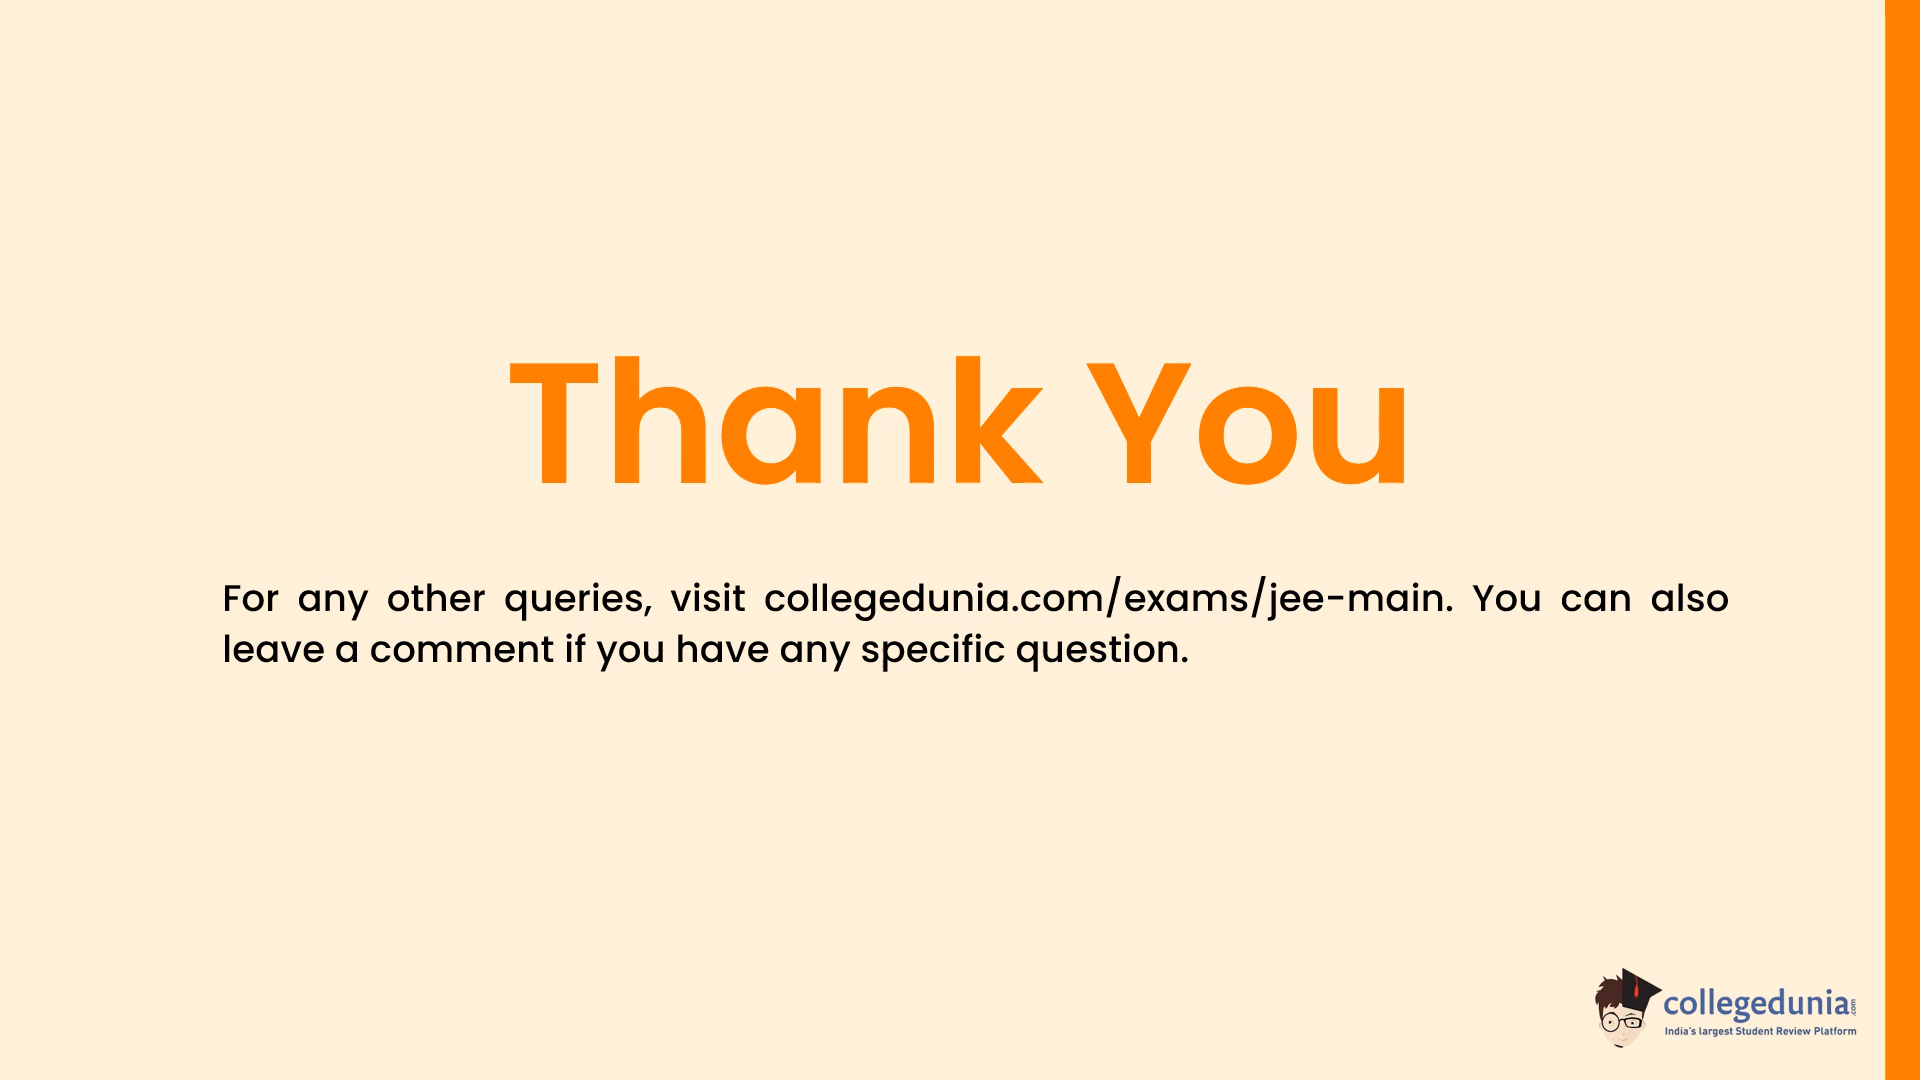 Thank You
For any other queries, visit collegedunia.com/exams/jee-main. You can also
leave a comment if you have any specific question.
collegedunia.com
India's largest Student Review Platform